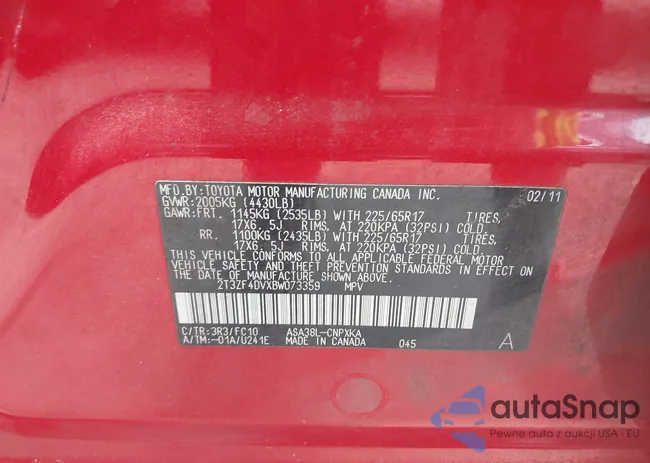 MFD.BY:TOYOTA MOTOR MANUFACTURING CANADA INC. 02/11
GVWR:2005KG (4430LB)
GAWR:FRT. 1145KG (2535LB) WITH 225/65R17 TIRES,
17X6.5J RIMS, AT 220KPA (32PSI) COLD
RR. 1100KG (2435LB) WITH 225/65R17 TIRES,
17X6.5J RIMS, AT 220KPA (32PSI) COLD
THIS VEHICLE CONFORMS TO ALL APPLICABLE FEDERAL MOTOR
VEHICLE SAFETY STANDARDS IN EFFECT ON THE DATE OF
MANUFACTURE SHOWN ABOVE.
2T3ZF4DVXBW073359 MPV
C/TR:3R3/FC10 ASA38L-CNPXKA
A/TM:-01A/U241E MADE IN CANADA 045 A
autoSnap
Pewne auta z aukcji USA i EU